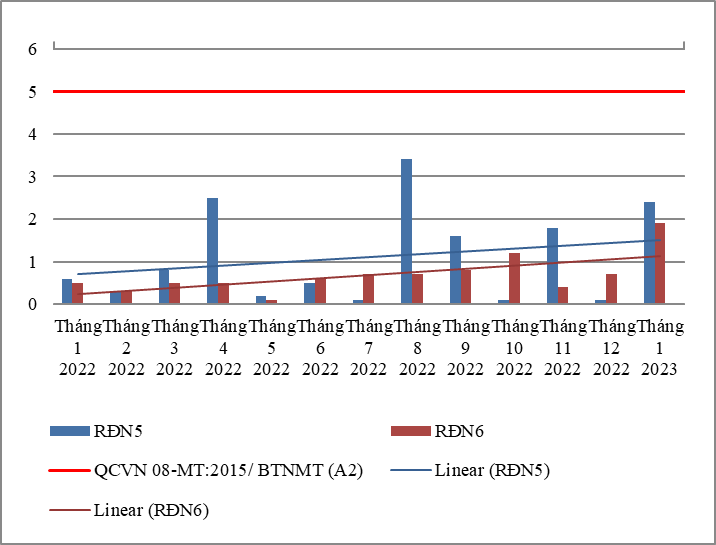 6
5
4
3
2
1
0
Tháng Tháng Tháng Tháng Tháng Tháng Tháng Tháng Tháng Tháng Tháng Tháng Tháng
1 2 3 4 5 6 7 8 9 10 11 12 1
2022 2022 2022 2022 2022 2022 2022 2022 2022 2022 2022 2022 2023
RĐN5 RĐN6
QCVN 08-MT:2015/ BTNMT (A2) Linear (RĐN5)
Linear (RĐN6)